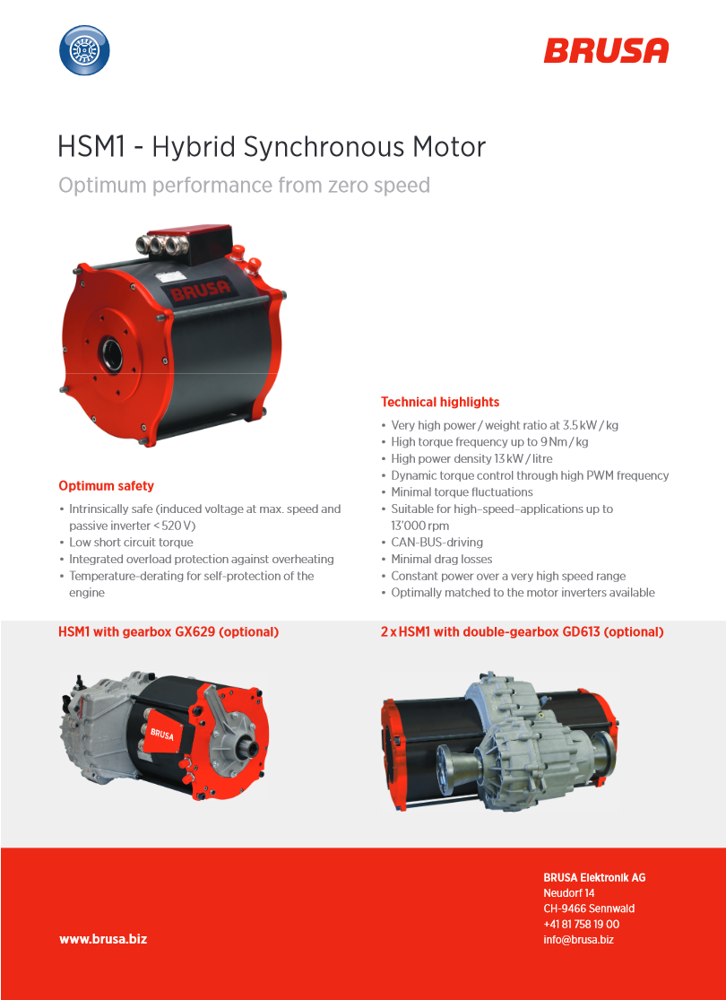 BRUSA
HSM1 - Hybrid Synchronous Motor
Optimum performance from zero speed
BRUSA
Optimum safety
• Intrinsically safe (induced voltage at max. speed and
passive inverter < 520 V)
• Low short circuit torque
• Integrated overload protection against overheating
• Temperature-derating for self-protection of the
engine
Technical highlights
• Very high power / weight ratio at 3.5 kW / kg
• High torque frequency up to 9 Nm / kg
• High power density 13 kW / litre
• Dynamic torque control through high PWM frequency
• Minimal torque fluctuations
• Suitable for high–speed–applications up to
13’000 rpm
• CAN-BUS-driving
• Minimal drag losses
• Constant power over a very high speed range
• Optimally matched to the motor inverters available
HSM1 with gearbox GX629 (optional)
BRUSA
2 x HSM1 with double-gearbox GD613 (optional)
www.brusa.biz
BRUSA Elektronik AG
Neudorf 14
CH-9466 Sennwald
+41 81 758 19 00
info@brusa.biz